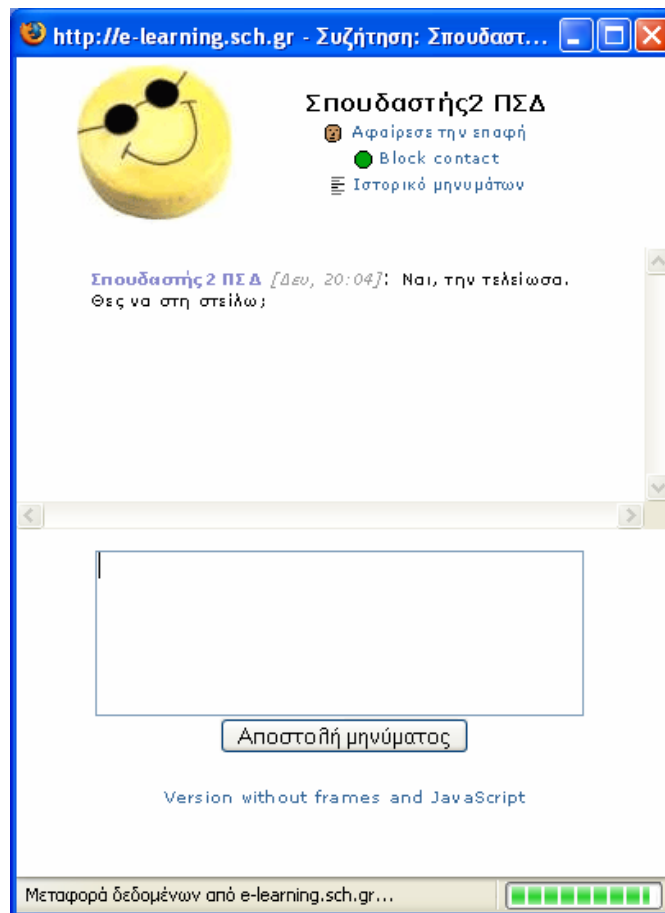 http://e-learning.sch.gr - Συζήτηση: Σπουδαστ...
Σπουδαστής2 ΠΣΔ
Αφαίρεσε την επαφή
Block contact
Ιστορικό μηνυμάτων
Σπουδαστής2 ΠΣΔ [Δευ, 20:04]: Ναι, την τελείωσα.
Θες να στη στείλω;
Αποστολή μηνύματος
Version without frames and JavaScript
Μεταφορά δεδομένων από e-learning.sch.gr...